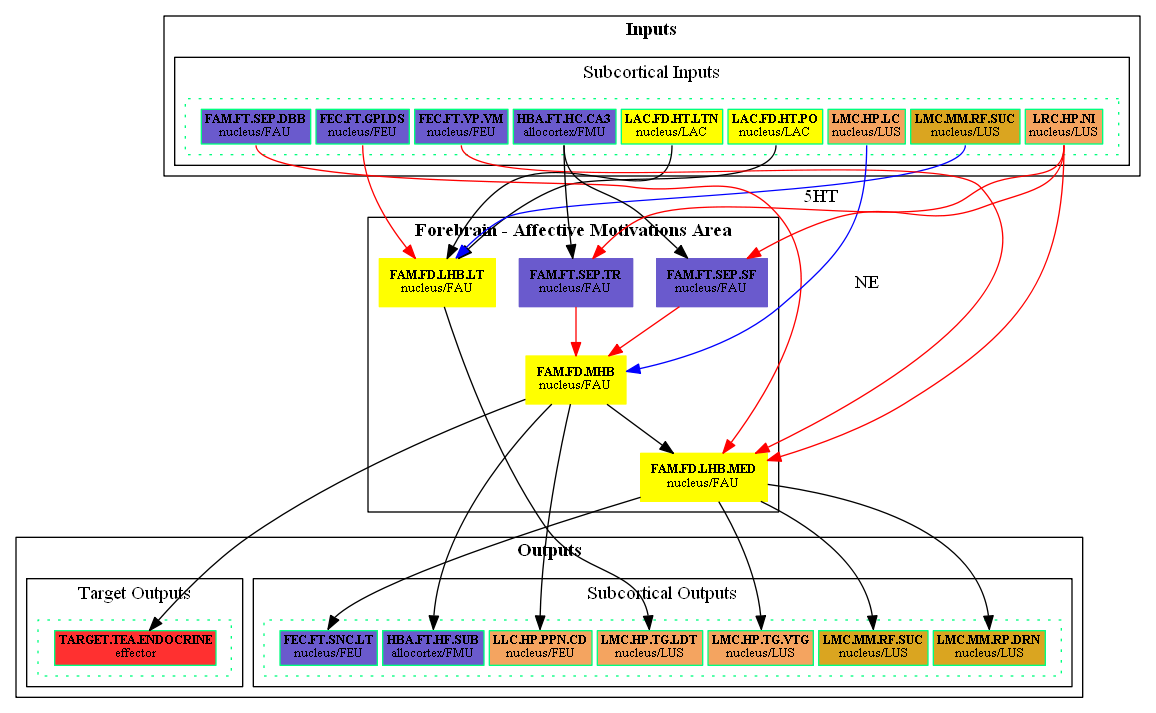 Inputs
Subcortical Inputs
FAM.FT.SEP.DBB
nucleus/FAU
FEC.FT.GPI.DS
nucleus/FEU
FEC.FT.VP.VM
nucleus/FEU
HBA.FT.HC.CA3
allocortex/FMU
LAC.FD.HT.LTN
nucleus/LAC
LAC.FD.HT.PO
nucleus/LAC
LMC.HP.LC
nucleus/LUS
LMC.MM.RF.SUC
nucleus/LUS
LRC.HP.NI
nucleus/LUS
5HT
Forebrain - Affective Motivations Area
FAM.FD.LHB.LT
nucleus/FAU
FAM.FT.SEP.TR
nucleus/FAU
FAM.FT.SEP.SF
nucleus/FAU
NE
FAM.FD.MHB
nucleus/FAU
FAM.FD.LHB.MED
nucleus/FAU
Outputs
Target Outputs
Subcortical Outputs
TARGET.TEA.ENDOCRINE
effector
FEC.FT.SNC.LT
nucleus/FEU
HBA.FT.HF.SUB
allocortex/FMU
LLC.HP.PPN.CD
nucleus/FEU
LMC.HP.TG.LDT
nucleus/LUS
LMC.HP.TG.VTG
nucleus/LUS
LMC.MM.RF.SUC
nucleus/LUS
LMC.MM.RP.DRN
nucleus/LUS